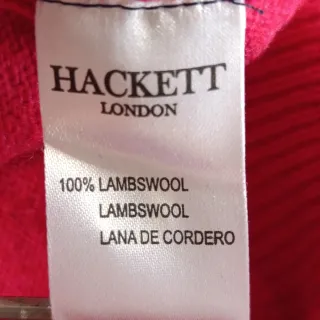 HACKETT
LONDON
100% LAMBSWOOL
LAMBSWOOL
LANA DE CORDERO